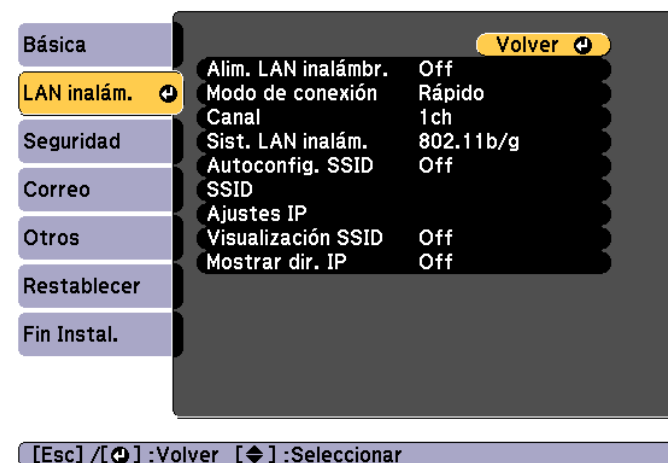 Básica
LAN inalám.
Seguridad
Correo
Otros
Restablecer
Fin Instal.
Volver
Alim. LAN inalámbr. Off
Modo de conexión Rápido
Canal 1ch
Sist. LAN inalám. 802.11b/g
Autoconfig. SSID Off
SSID
Ajustes IP
Visualización SSID Off
Mostrar dir. IP Off
[Esc] /[⏎] :Volver [◆] :Seleccionar